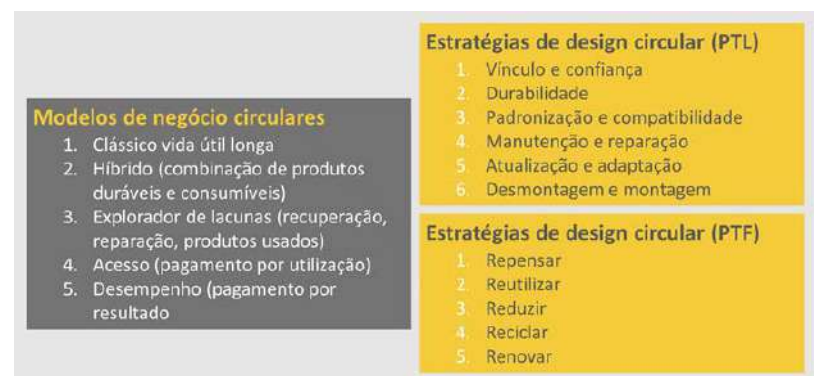 Modelos de negócio circulares
1. Clássico vida útil longa
2. Híbrido (combinação de produtos
duráveis e consumíveis)
3. Explorador de lacunas (recuperação,
reparação, produtos usados)
4. Acesso (pagamento por utilização)
5. Desempenho (pagamento por
resultado
Estratégias de design circular (PTL)
1. Vínculo e confiança
2. Durabilidade
3. Padronização e compatibilidade
4. Manutenção e reparação
5. Atualização e adaptação
6. Desmontagem e montagem
Estratégias de design circular (PTF)
1. Repensar
2. Reutilizar
3. Reduzir
4. Reciclar
5. Renovar